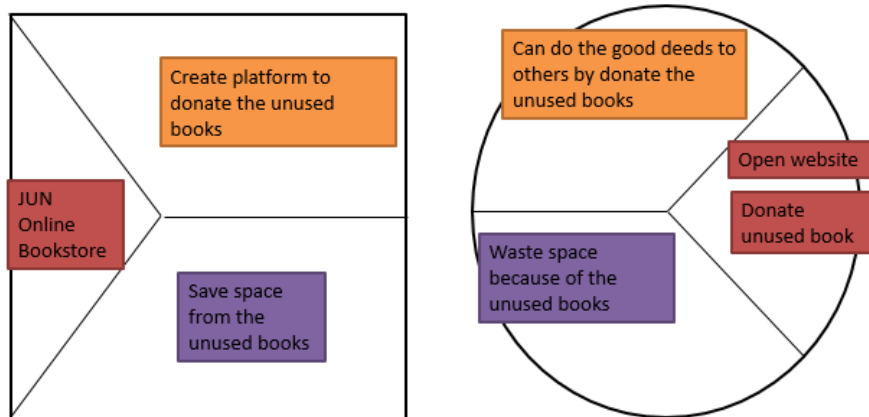 Create platform to
donate the unused
books
JUN
Online
Bookstore
Save space
from the
unused books
Can do the good deeds to
others by donate the
unused books
Open website
Donate
unused book
Waste space
because of the
unused books